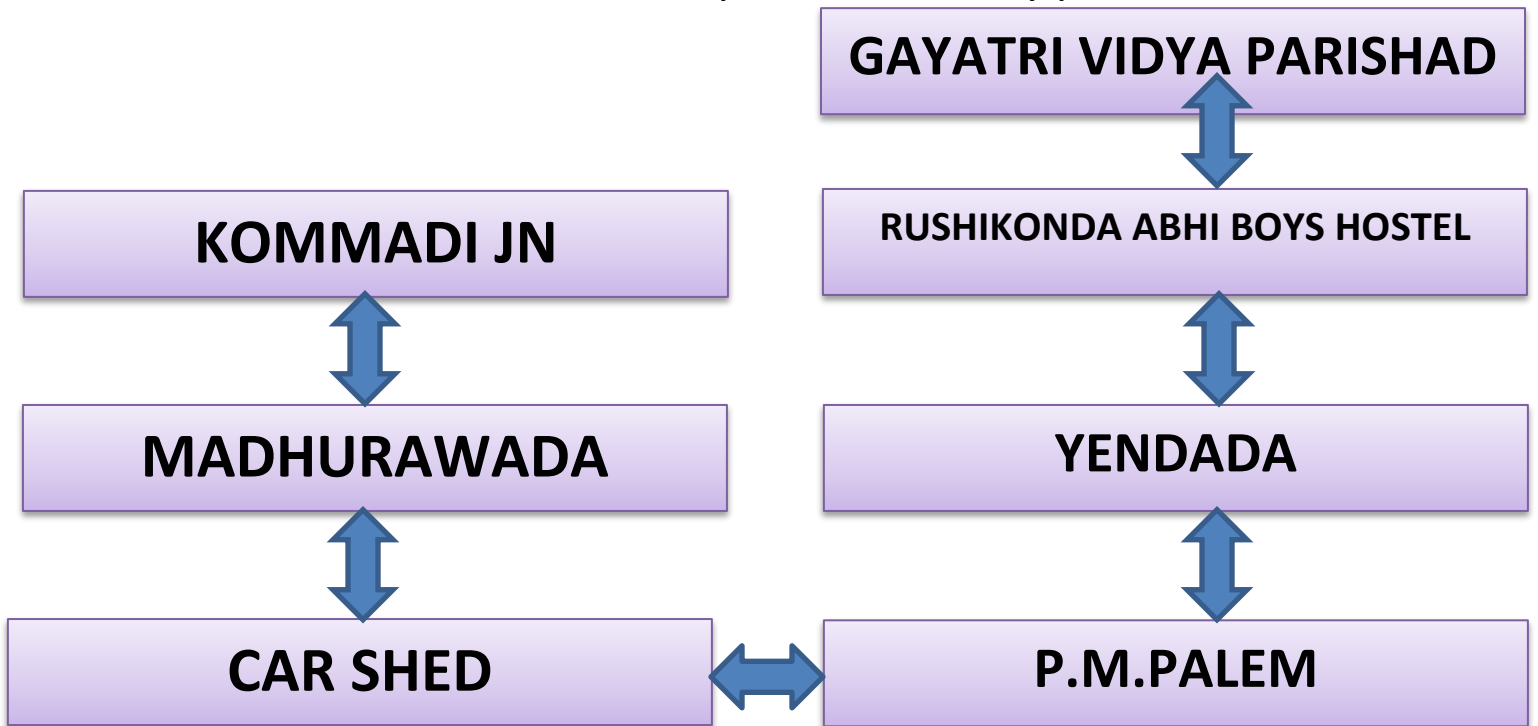 GAYATRI VIDYA PARISHAD
KOMMADI JN
RUSHIKONDA ABHI BOYS HOSTEL
MADHURAWADA
YENDADA
CAR SHED
P.M.PALEM